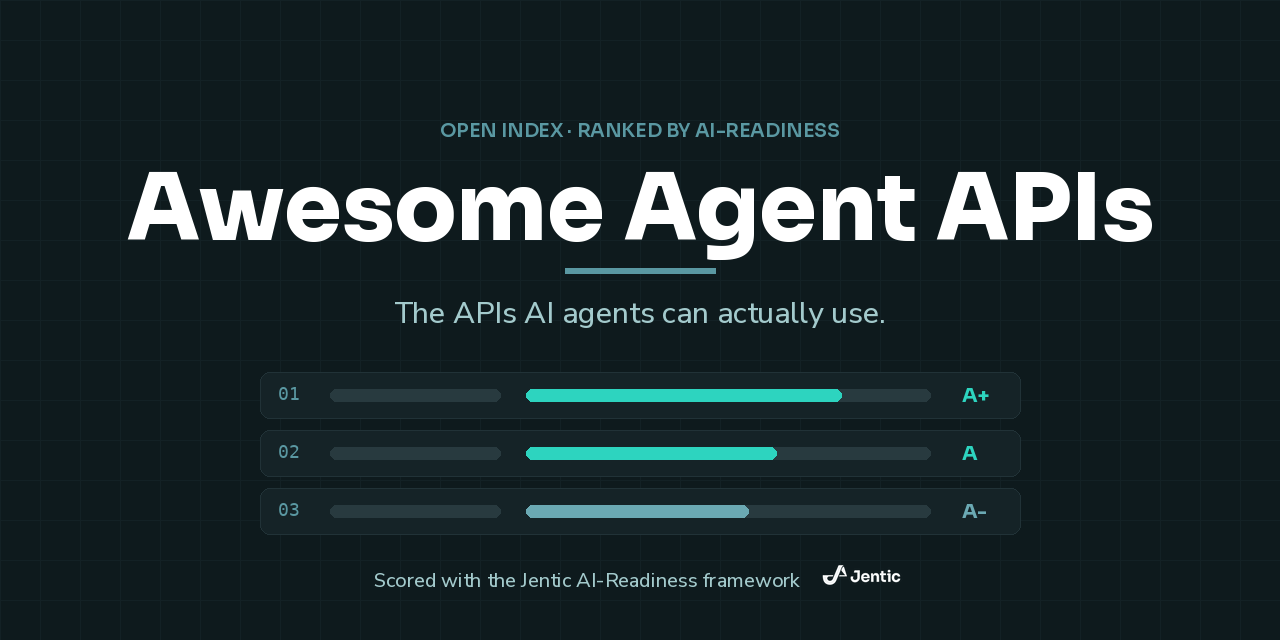 OPEN INDEX · RANKED BY AI-READINESS
Awesome Agent APIs
The APIs AI agents can actually use.
01 A+
02 A
03 A-
Scored with the Jentic AI-Readiness framework Jentic